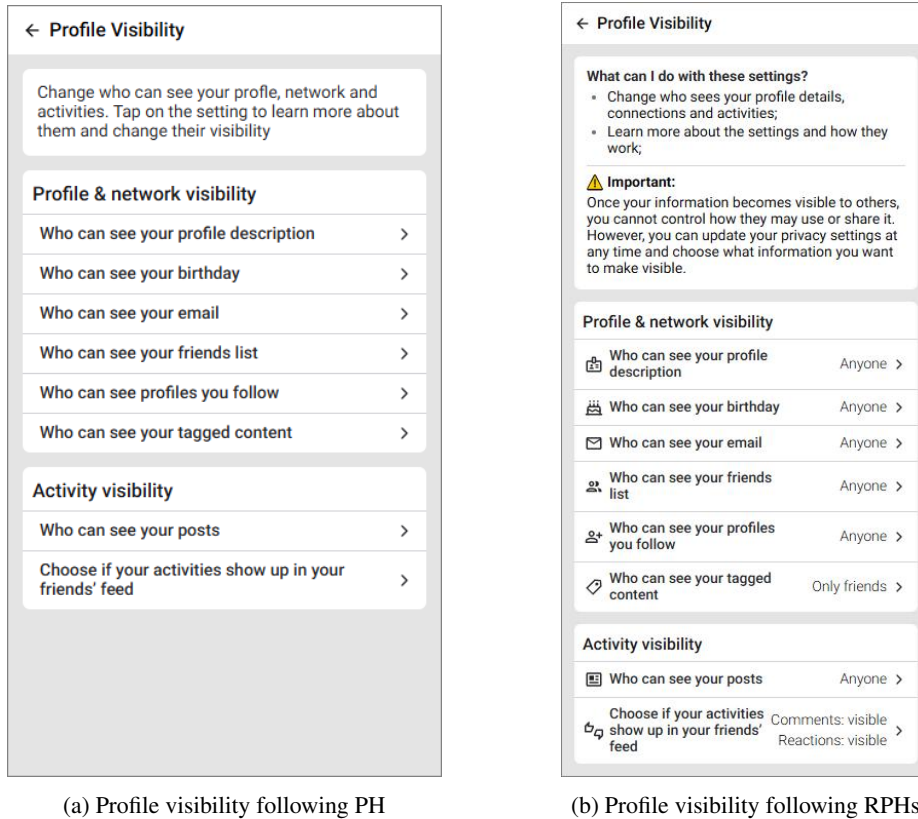 ← Profile Visibility
Change who can see your profle, network and
activities. Tap on the setting to learn more about
them and change their visibility
Profile & network visibility
Who can see your profile description
Who can see your birthday
Who can see your email
Who can see your friends list
Who can see profiles you follow
Who can see your tagged content
Activity visibility
Who can see your posts
Choose if your activities show up in your
friends’ feed
(a) Profile visibility following PH
← Profile Visibility
What can I do with these settings?
• Change who sees your profile details,
connections and activities;
• Learn more about the settings and how they
work;
Important:
Once your information becomes visible to others,
you cannot control how they may use or share it.
However, you can update your privacy settings at
any time and choose what information you want
to make visible.
Profile & network visibility
Who can see your profile
description
Anyone
Who can see your birthday
Anyone
Who can see your email
Anyone
Who can see your friends
list
Anyone
Who can see your profiles
you follow
Anyone
Who can see your tagged
content
Only friends
Activity visibility
Who can see your posts
Anyone
Choose if your activities
show up in your friends’
feed
Comments: visible
Reactions: visible
(b) Profile visibility following RPHs